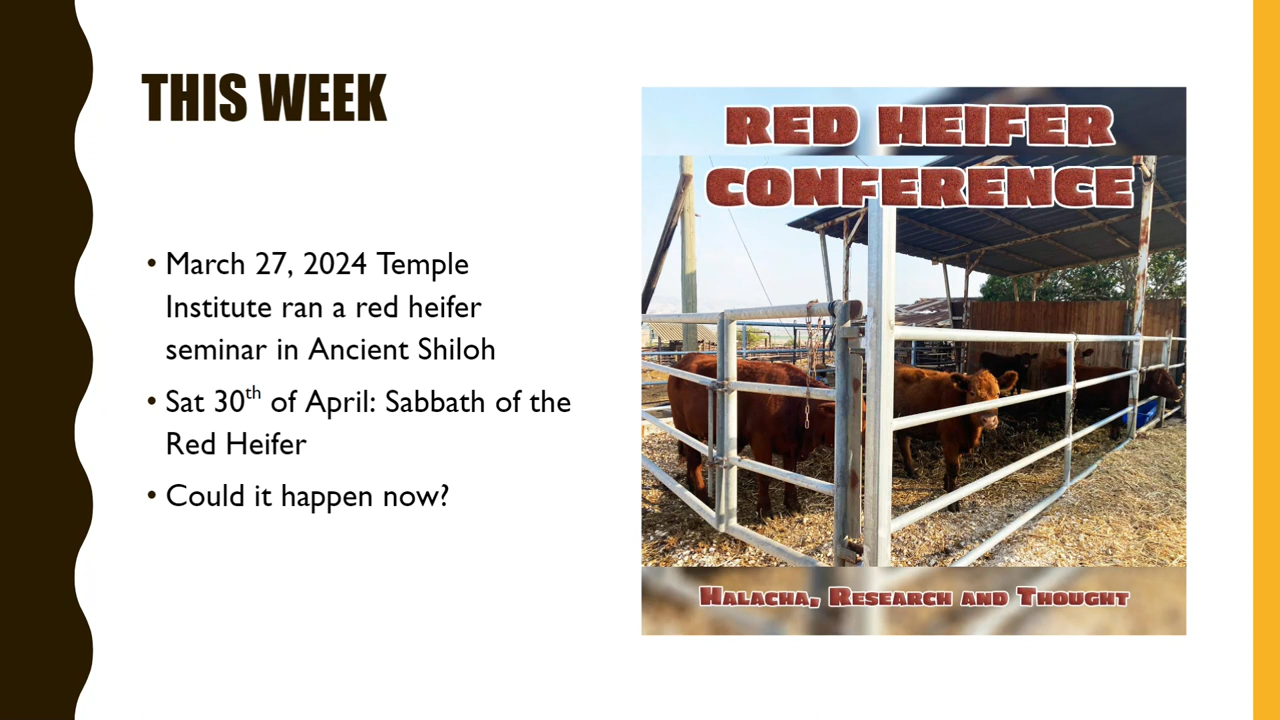 THIS WEEK
• March 27, 2024 Temple
Institute ran a red heifer
seminar in Ancient Shiloh
• Sat 30th of April: Sabbath of the
Red Heifer
• Could it happen now?
RED HEIFER
CONFERENCE
HALACHA, RESEARCH AND THOUGHT